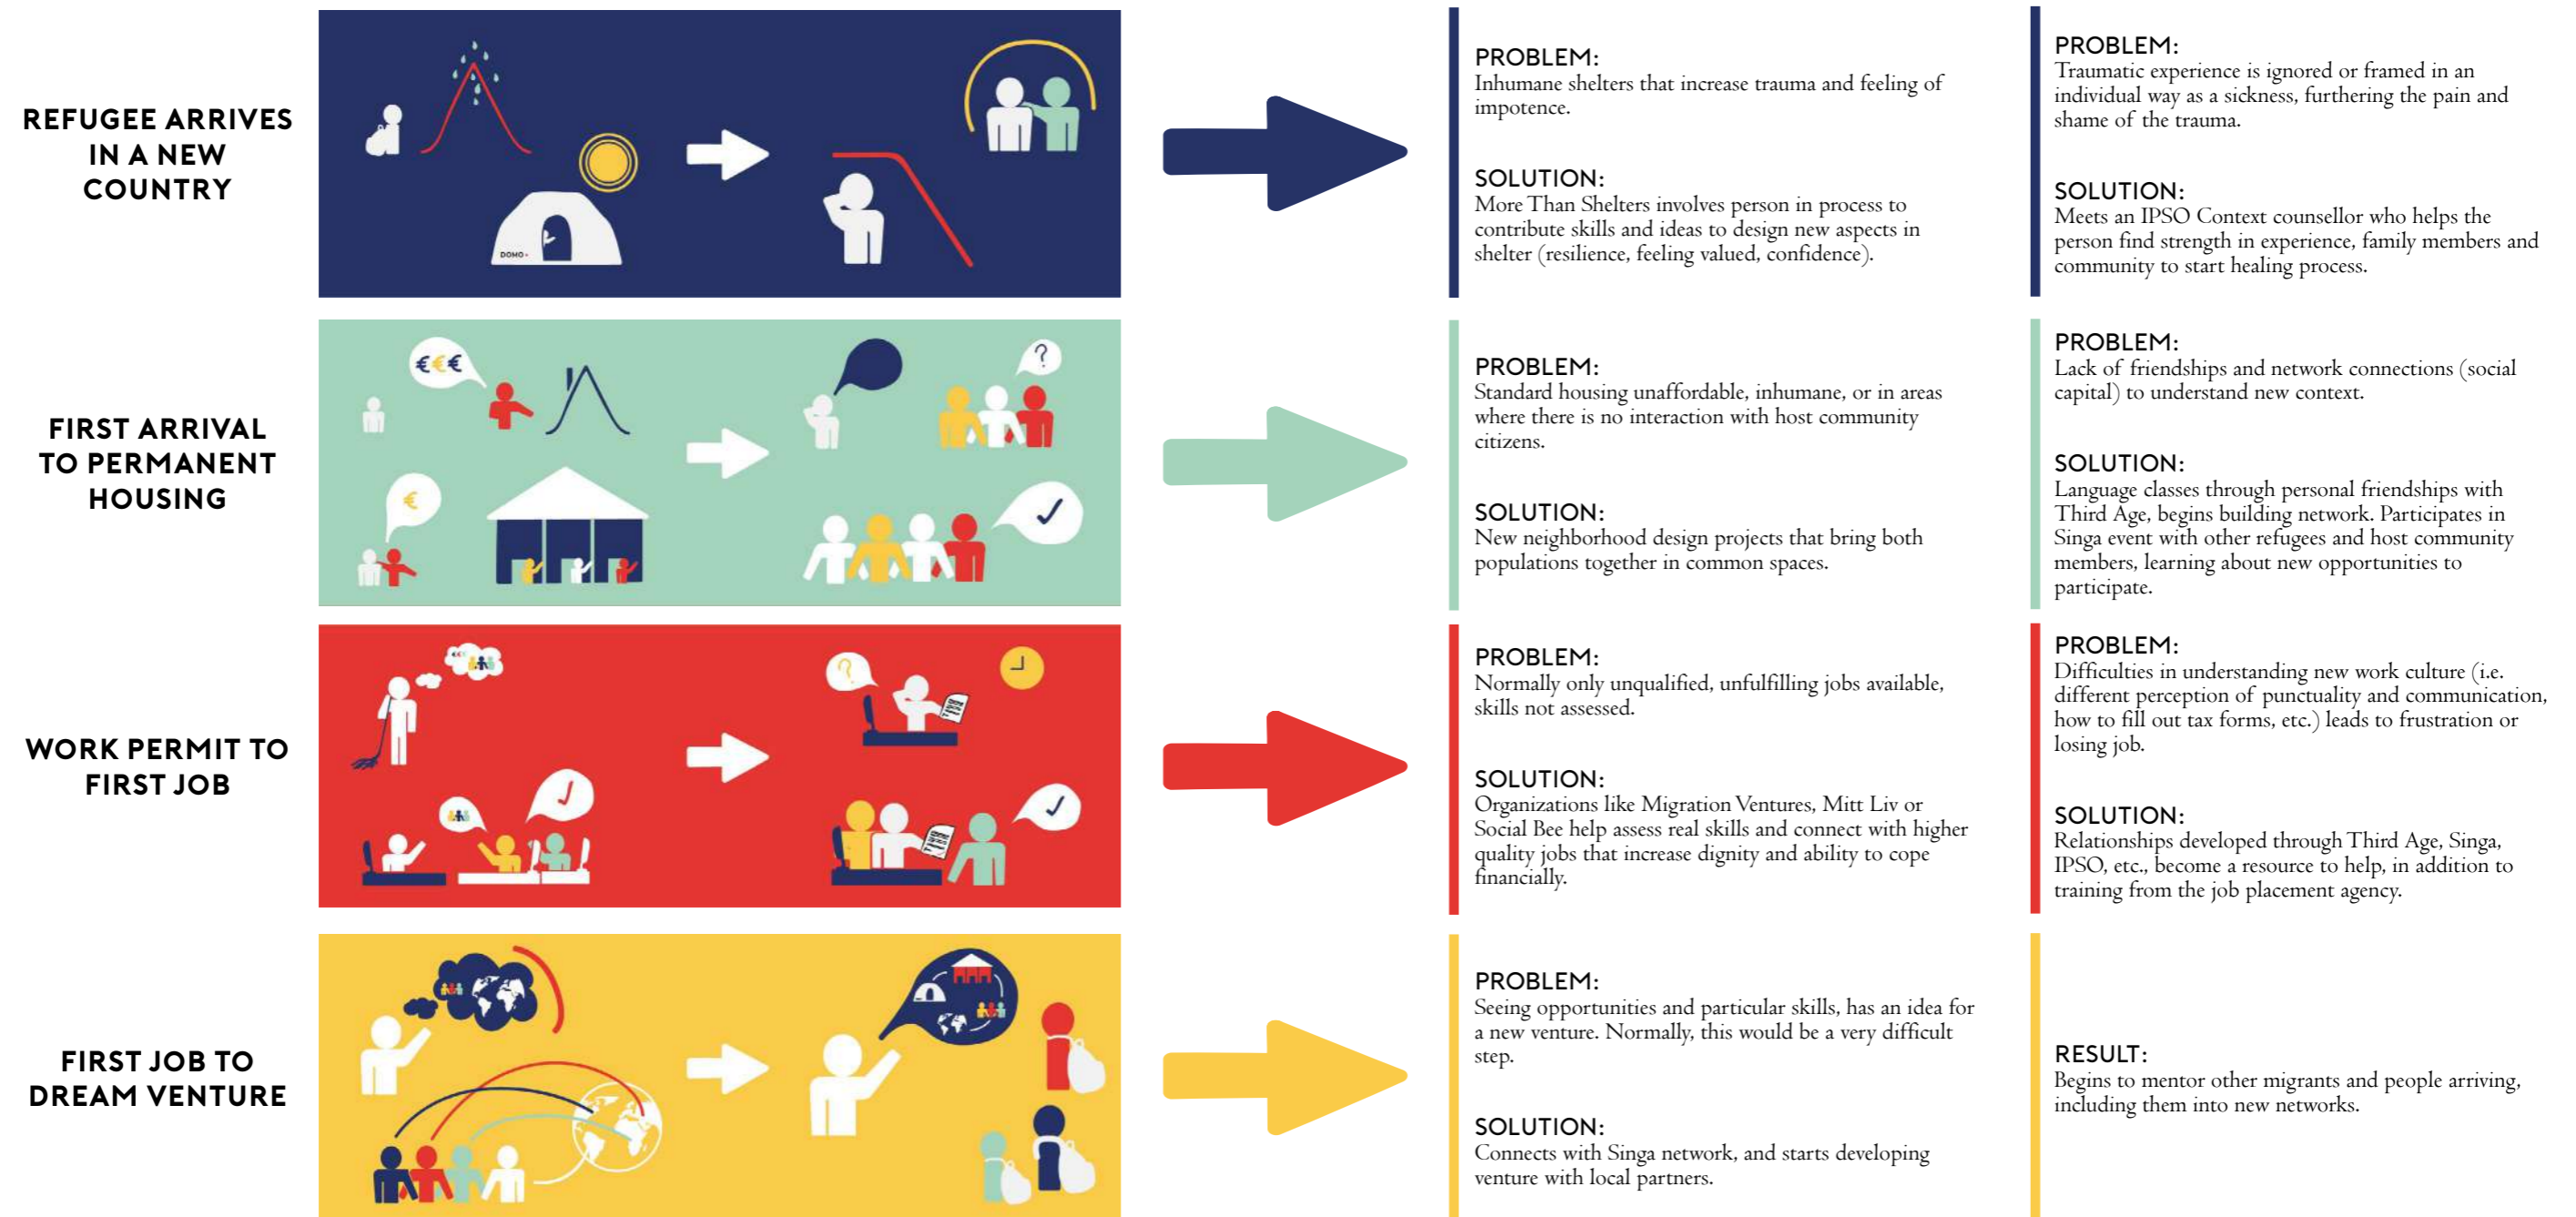 REFUGEE ARRIVES
IN A NEW
COUNTRY
DOMO
PROBLEM:
Inhumane shelters that increase trauma and feeling of
impotence.
SOLUTION:
More Than Shelters involves person in process to
contribute skills and ideas to design new aspects in
shelter (resilience, feeling valued, confidence).
PROBLEM:
Traumatic experience is ignored or framed in an
individual way as a sickness, furthering the pain and
shame of the trauma.
SOLUTION:
Meets an IPSO Context counsellor who helps the
person find strength in experience, family members and
community to start healing process.
FIRST ARRIVAL
TO PERMANENT
HOUSING
€€€
?
€
PROBLEM:
Standard housing unaffordable, inhumane, or in areas
where there is no interaction with host community
citizens.
SOLUTION:
New neighborhood design projects that bring both
populations together in common spaces.
PROBLEM:
Lack of friendships and network connections (social
capital) to understand new context.
SOLUTION:
Language classes through personal friendships with
Third Age, begins building network. Participates in
Singa event with other refugees and host community
members, learning about new opportunities to
participate.
WORK PERMIT TO
FIRST JOB
€€€
?
PROBLEM:
Normally only unqualified, unfulfilling jobs available,
skills not assessed.
SOLUTION:
Organizations like Migration Ventures, Mitt Liv or
Social Bee help assess real skills and connect with higher
quality jobs that increase dignity and ability to cope
financially.
PROBLEM:
Difficulties in understanding new work culture (i.e.
different perception of punctuality and communication,
how to fill out tax forms, etc.) leads to frustration or
losing job.
SOLUTION:
Relationships developed through Third Age, Singa,
IPSO, etc., become a resource to help, in addition to
training from the job placement agency.
FIRST JOB TO
DREAM VENTURE
PROBLEM:
Seeing opportunities and particular skills, has an idea for
a new venture. Normally, this would be a very difficult
step.
SOLUTION:
Connects with Singa network, and starts developing
venture with local partners.
RESULT:
Begins to mentor other migrants and people arriving,
including them into new networks.